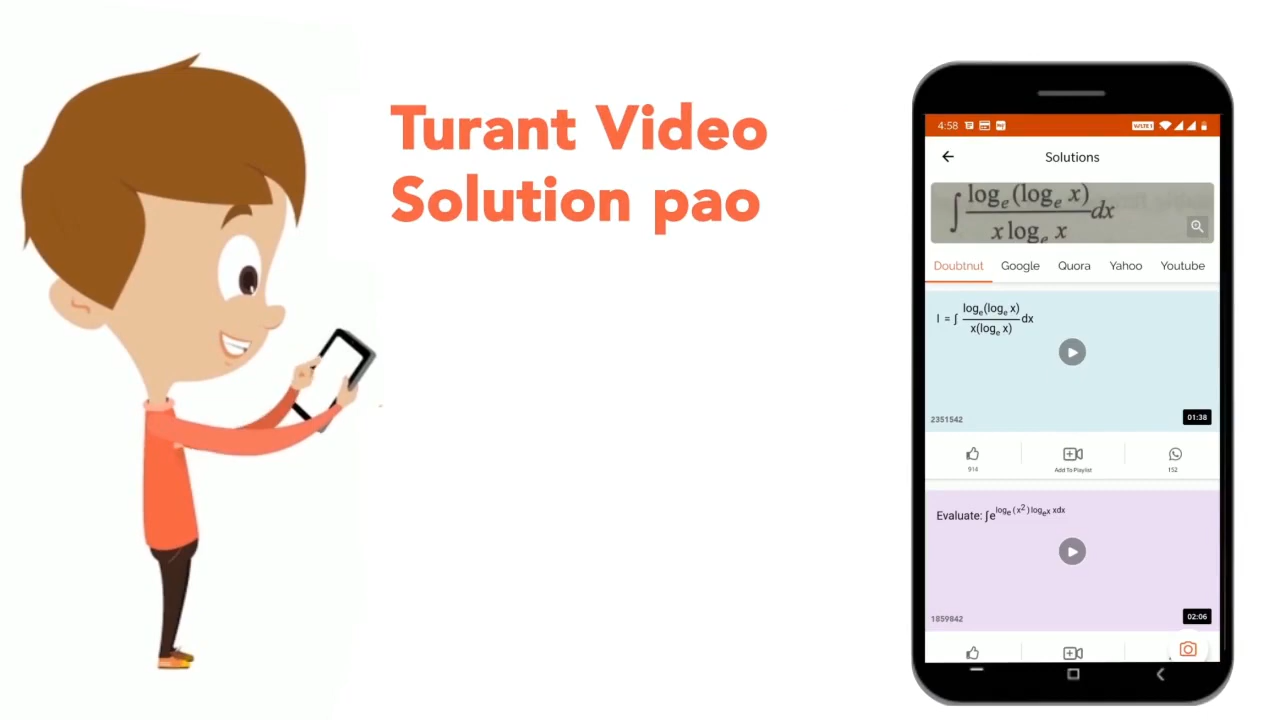 Turant Video
Solution pao
4:58
VoLTE1
Solutions
∫ logₑ(logₑ x) / x logₑ x dx
Doubtnut Google Quora Yahoo Youtube
I = ∫ logₑ(logₑ x) / x(logₑ x) dx
2351542
01:38
914
Add To Playlist
152
Evaluate: ∫e^logₑ(x²)logₑx xdx
1859842
02:06